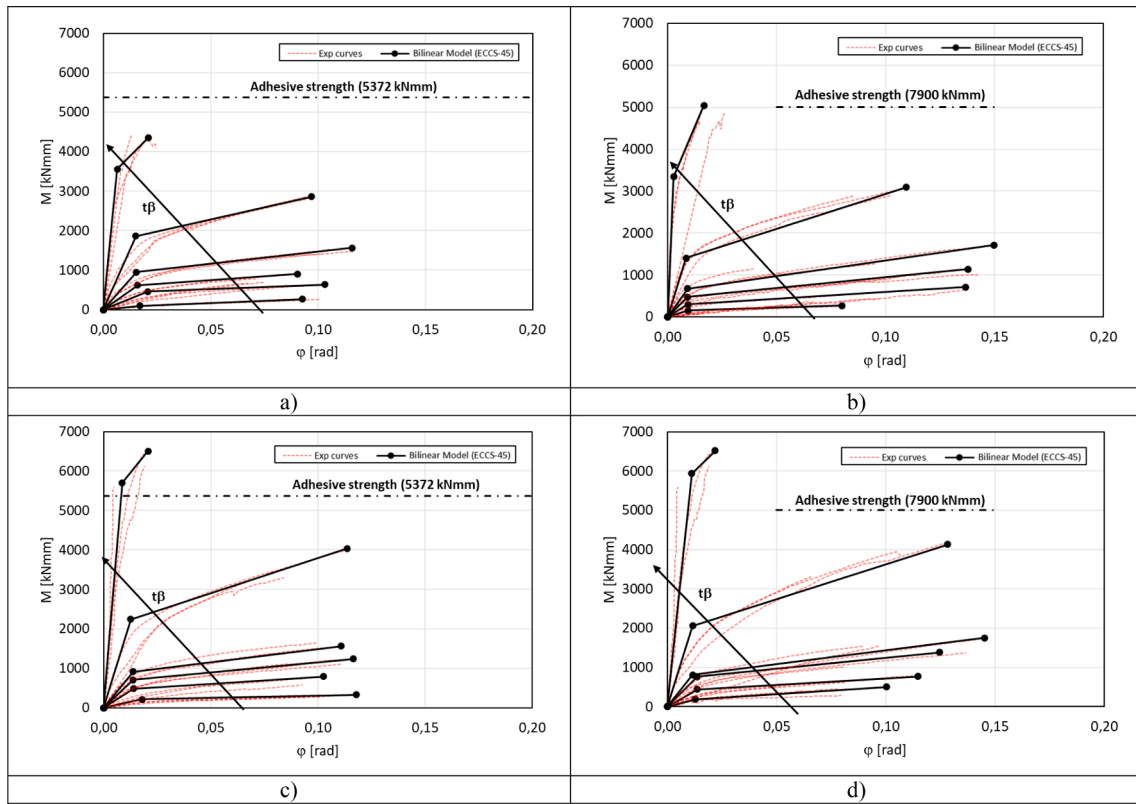 7000
6000
5000
4000
3000
2000
1000
0
M [kNmm]
Exp curves
Bilinear Model (ECCS-45)
Adhesive strength (5372 kNmm)
tβ
0,00 0,05 0,10 0,15 0,20
φ [rad]
a)
7000
6000
5000
4000
3000
2000
1000
0
M [kNmm]
Exp curves
Bilinear Model (ECCS-45)
Adhesive strength (7900 kNmm)
tβ
0,00 0,05 0,10 0,15 0,20
φ [rad]
b)
7000
6000
5000
4000
3000
2000
1000
0
M [kNmm]
Exp curves
Bilinear Model (ECCS-45)
Adhesive strength (5372 kNmm)
tβ
0,00 0,05 0,10 0,15 0,20
φ [rad]
c)
7000
6000
5000
4000
3000
2000
1000
0
M [kNmm]
Exp curves
Bilinear Model (ECCS-45)
Adhesive strength (7900 kNmm)
tβ
0,00 0,05 0,10 0,15 0,20
φ [rad]
d)